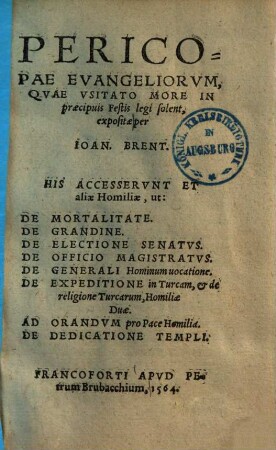 PERICO=
PAE EVANGELIORVM,
QVAE VSITATO MORE IN
præcipuis Festis legi solent,
expositæ per
IOAN. BRENT.
KÖNIGL. KREISBIBLIOTHEK
IN
AUGSBURG
HIS ACCESSERVNT ET
aliæ Homiliæ, ut:
DE MORTALITATE.
DE GRANDINE.
DE ELECTIONE SENATVS.
DE OFFICIO MAGISTRATVS.
DE GENERALI Hominum uocatione.
DE EXPEDITIONE in Turcam, & de
religione Turcarum, Homiliæ
Duæ.
AD ORANDVM pro Pace Homilia.
DE DEDICATIONE TEMPLI.
FRANCOFORTI APVD PE-
trum Brubacchium, 1564.